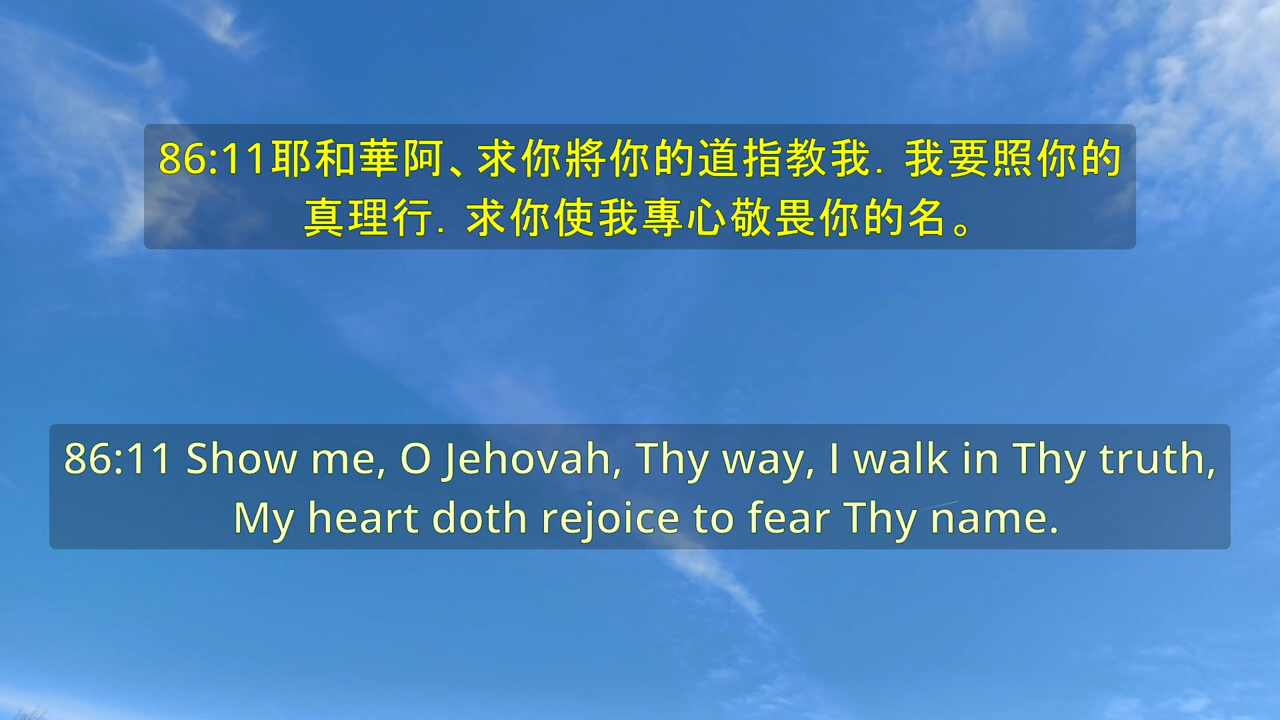 86:11耶和華阿、求你將你的道指教我．我要照你的
真理行．求你使我專心敬畏你的名。
86:11 Show me, O Jehovah, Thy way, I walk in Thy truth,
My heart doth rejoice to fear Thy name.